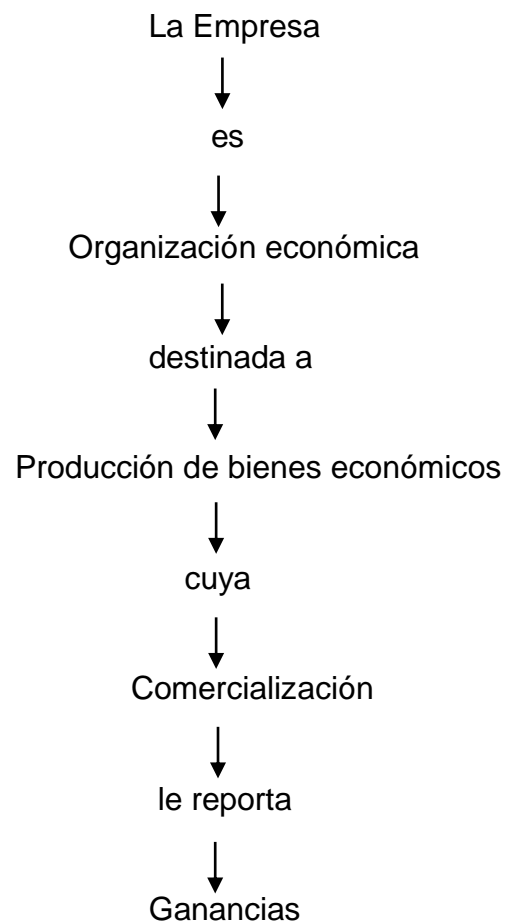 La Empresa
es
Organización económica
destinada a
Producción de bienes económicos
cuya
Comercialización
le reporta
Ganancias